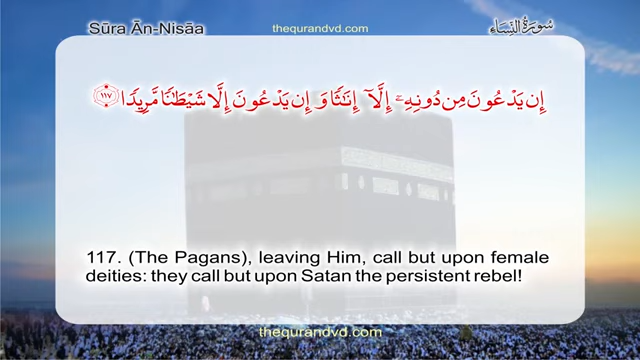 Sūra Ān-Nisāa
thequrandvd.com
سُورَةُ النِّسَاءِ
إِن يَدْعُونَ مِن دُونِهِۦٓ إِلَّآ إِنَٰثًا وَإِن يَدْعُونَ إِلَّا شَيْطَٰنًا مَّرِيدًا ١١٧
117. (The Pagans), leaving Him, call but upon female
deities: they call but upon Satan the persistent rebel!
thequrandvd.com